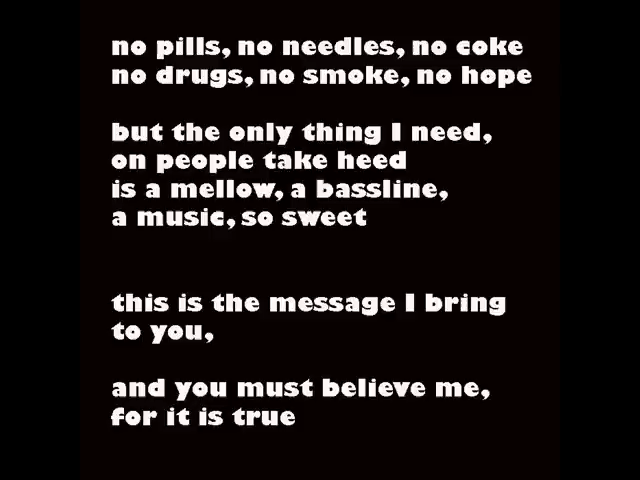 no pills, no needles, no coke
no drugs, no smoke, no hope
but the only thing I need,
on people take heed
is a mellow, a bassline,
a music, so sweet
this is the message I bring
to you,
and you must believe me,
for it is true